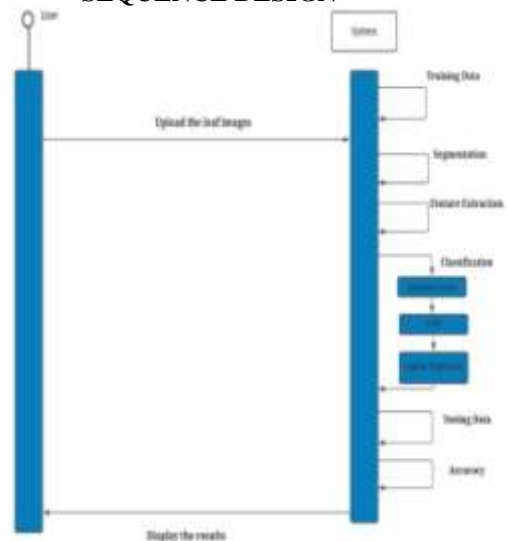 SEQUENCE DESIGN
User
System
Training Data
Upload the leaf images
Segmentation
Feature Extraction
Classification
Testing Data
Accuracy
Display the results